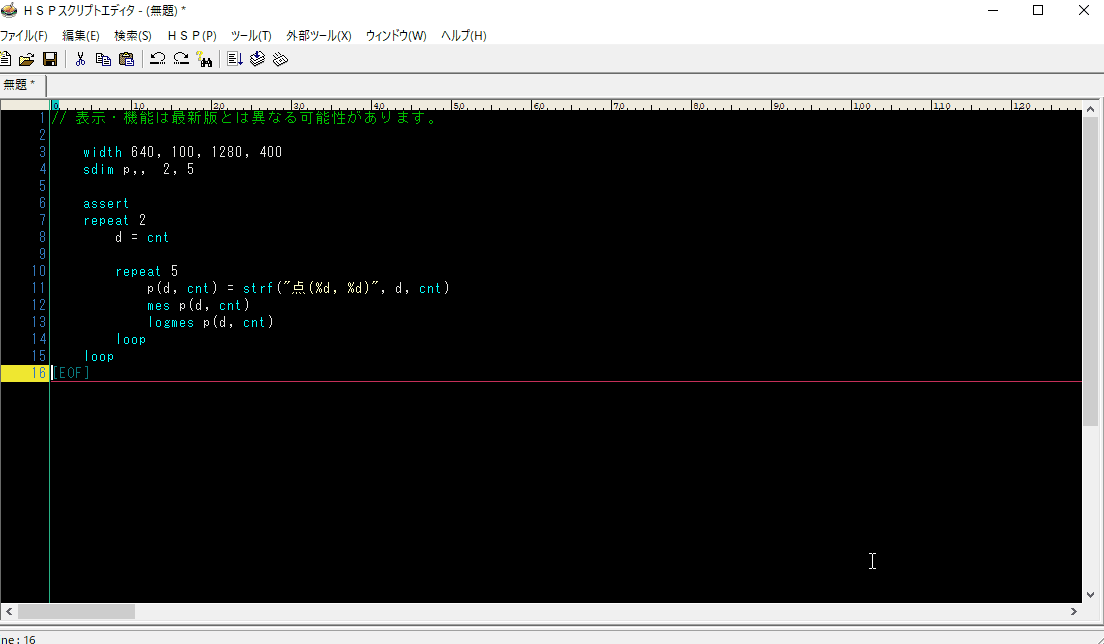 ＨＳＰスクリプトエディタ - (無題) *
ファイル(F) 編集(E) 検索(S) ＨＳＰ(P) ツール(T) 外部ツール(X) ウィンドウ(W) ヘルプ(H)
無題 *
0 10 20 30 40 50 60 70 80 90 100 110 120
1 // 表示・機能は最新版とは異なる可能性があります。
2
3 width 640, 100, 1280, 400
4 sdim p,,  2, 5
5
6 assert
7 repeat 2
8 d = cnt
9
10 repeat 5
11 p(d, cnt) = strf("点(%d, %d)", d, cnt)
12 mes p(d, cnt)
13 logmes p(d, cnt)
14 loop
15 loop
16 [EOF]
ne : 16